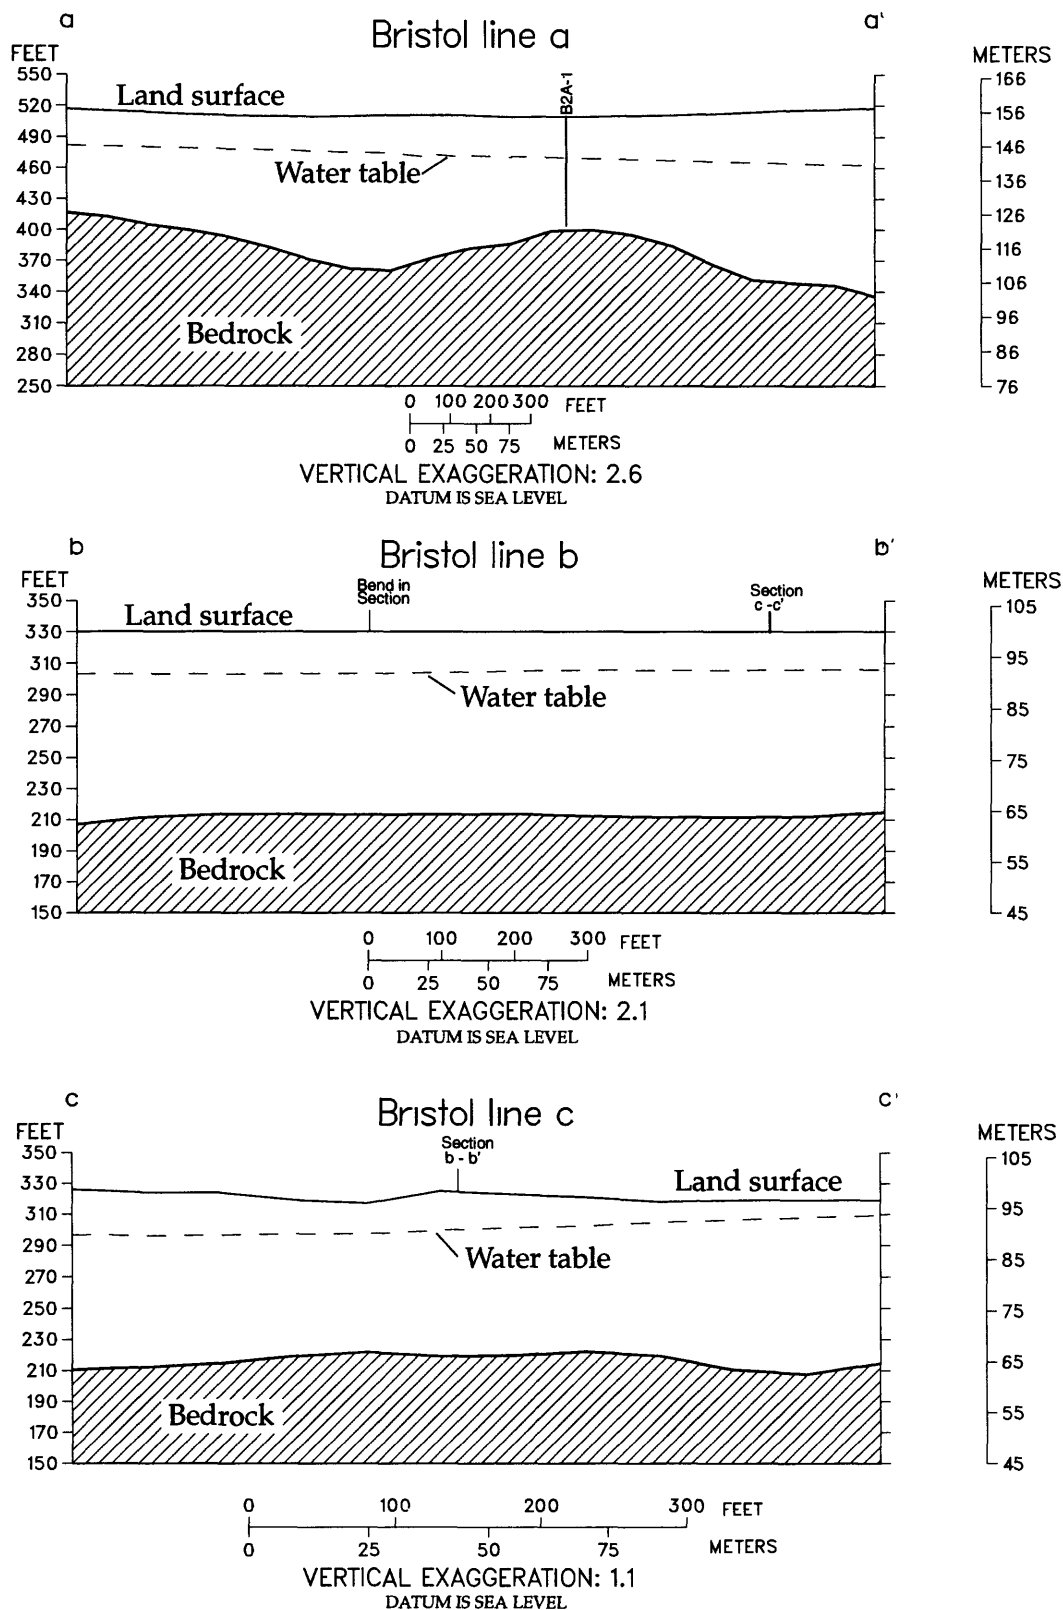 a a'
Bristol line a
FEET METERS
550
520
490
460
430
400
370
340
310
280
250
166
156
146
136
126
116
106
96
86
76
Land surface
B2A-1
Water table
Bedrock
0 100 200 300 FEET
0 25 50 75 METERS
VERTICAL EXAGGERATION: 2.6
DATUM IS SEA LEVEL
b b'
Bristol line b
FEET METERS
350
330
310
290
270
250
230
210
190
170
150
105
95
85
75
65
55
45
Land surface
Bend in
Section
Section
c-c'
Water table
Bedrock
0 100 200 300 FEET
0 25 50 75 METERS
VERTICAL EXAGGERATION: 2.1
DATUM IS SEA LEVEL
c c'
Bristol line c
FEET METERS
350
330
310
290
270
250
230
210
190
170
150
105
95
85
75
65
55
45
Section
b - b'
Land surface
Water table
Bedrock
0 100 200 300 FEET
0 25 50 75 METERS
VERTICAL EXAGGERATION: 1.1
DATUM IS SEA LEVEL